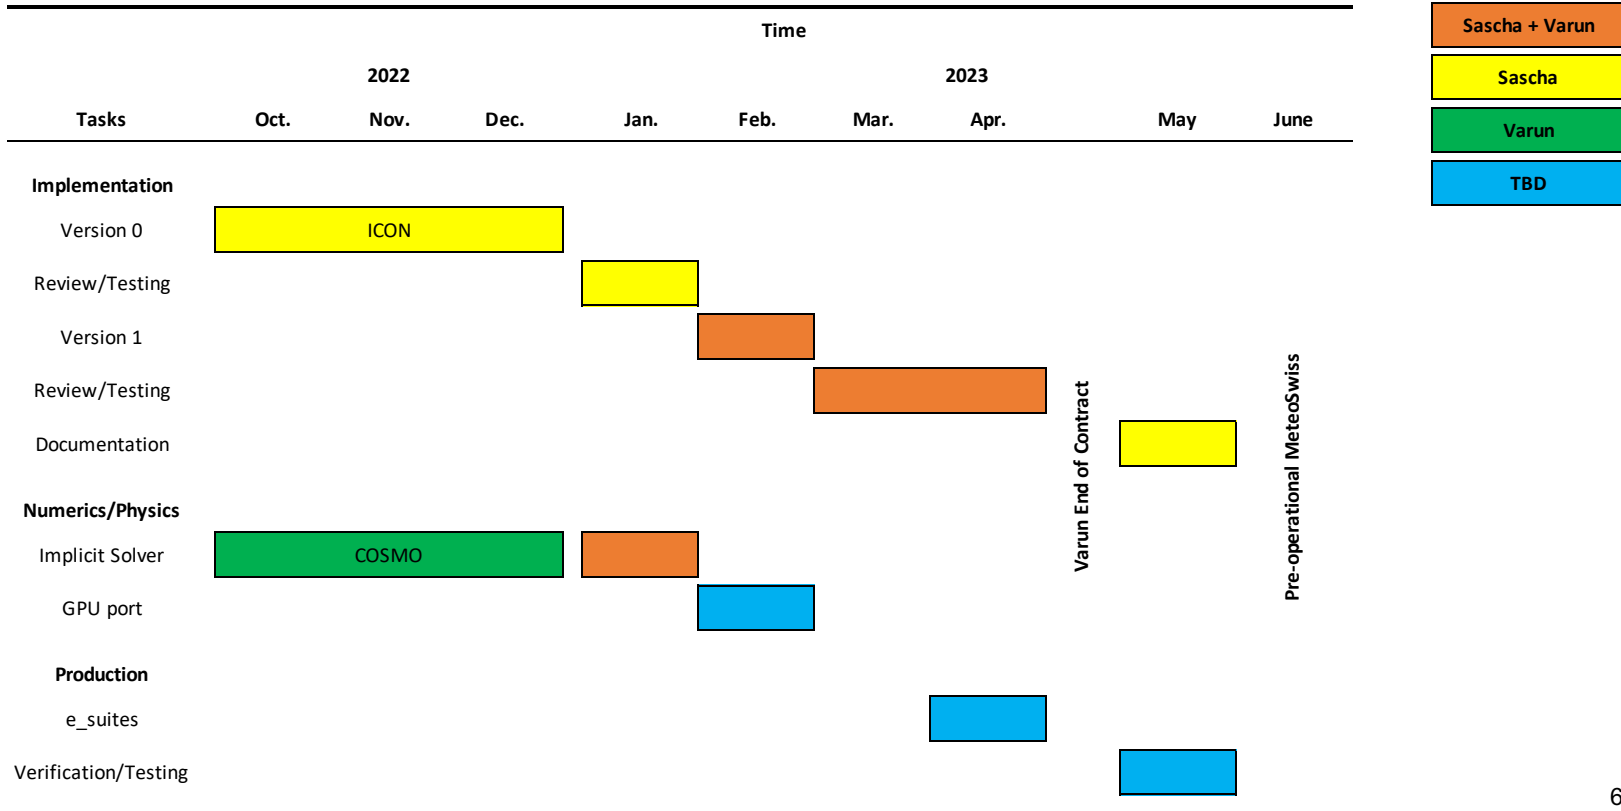 Time
2022 2023
Tasks Oct. Nov. Dec. Jan. Feb. Mar. Apr. May June
Implementation
Version 0 ICON
Review/Testing
Version 1
Review/Testing
Documentation
Numerics/Physics
Implicit Solver COSMO
GPU port
Production
e_suites
Verification/Testing
Varun End of Contract
Pre-operational MeteoSwiss
Sascha + Varun
Sascha
Varun
TBD
6